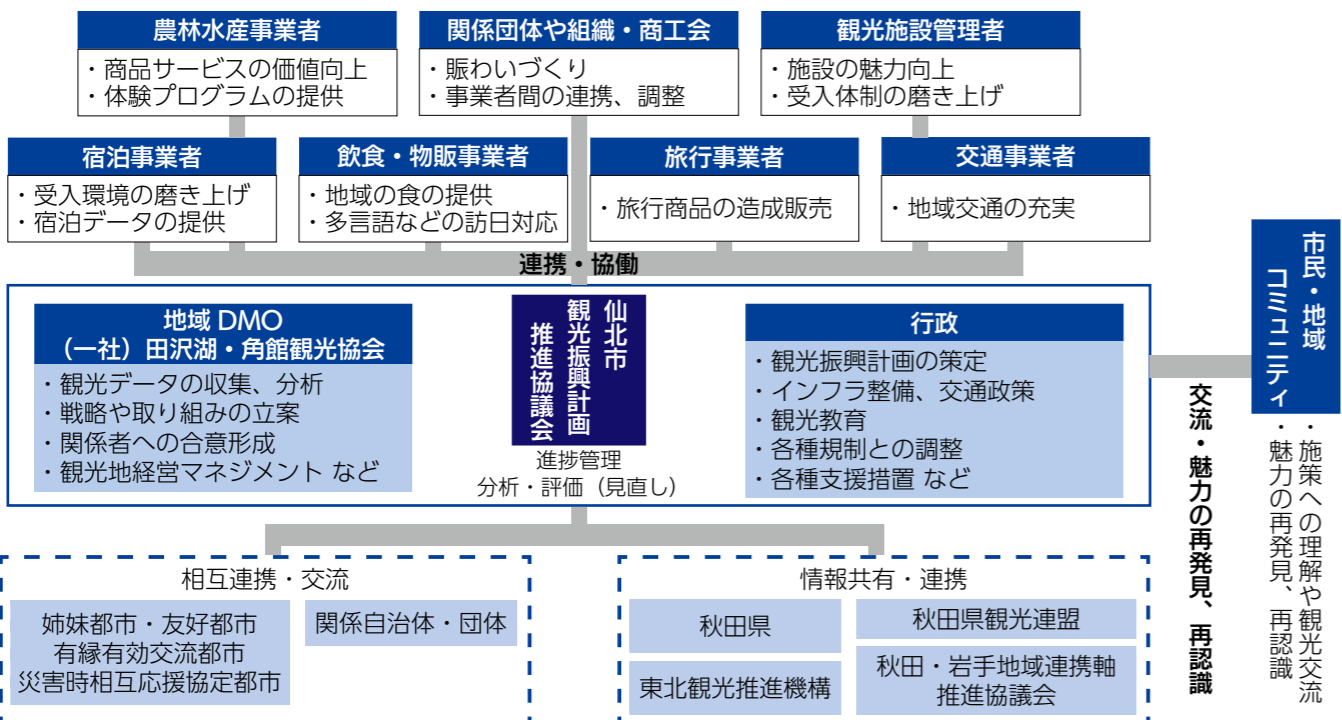 農林水産事業者
・商品サービスの価値向上
・体験プログラムの提供
関係団体や組織・商工会
・賑わいづくり
・事業者間の連携、調整
観光施設管理者
・施設の魅力向上
・受入体制の磨き上げ
宿泊事業者
・受入環境の磨き上げ
・宿泊データの提供
飲食・物販事業者
・地域の食の提供
・多言語などの訪日対応
旅行事業者
・旅行商品の造成販売
交通事業者
・地域交通の充実
連携・協働
地域 DMO
(一社)田沢湖・角館観光協会
・観光データの収集、分析
・戦略や取り組みの立案
・関係者への合意形成
・観光地経営マネジメント など
仙北市
観光振興計画
推進協議会
進捗管理
分析・評価(見直し)
行政
・観光振興計画の策定
・インフラ整備、交通政策
・観光教育
・各種規制との調整
・各種支援措置 など
市民・地域
コミュニティ
・施策への理解や観光交流
・魅力の再発見、再認識
交流・魅力の再発見、再認識
相互連携・交流
姉妹都市・友好都市
有縁有効交流都市
災害時相互応援協定都市
関係自治体・団体
情報共有・連携
秋田県
秋田県観光連盟
東北観光推進機構
秋田・岩手地域連携軸
推進協議会